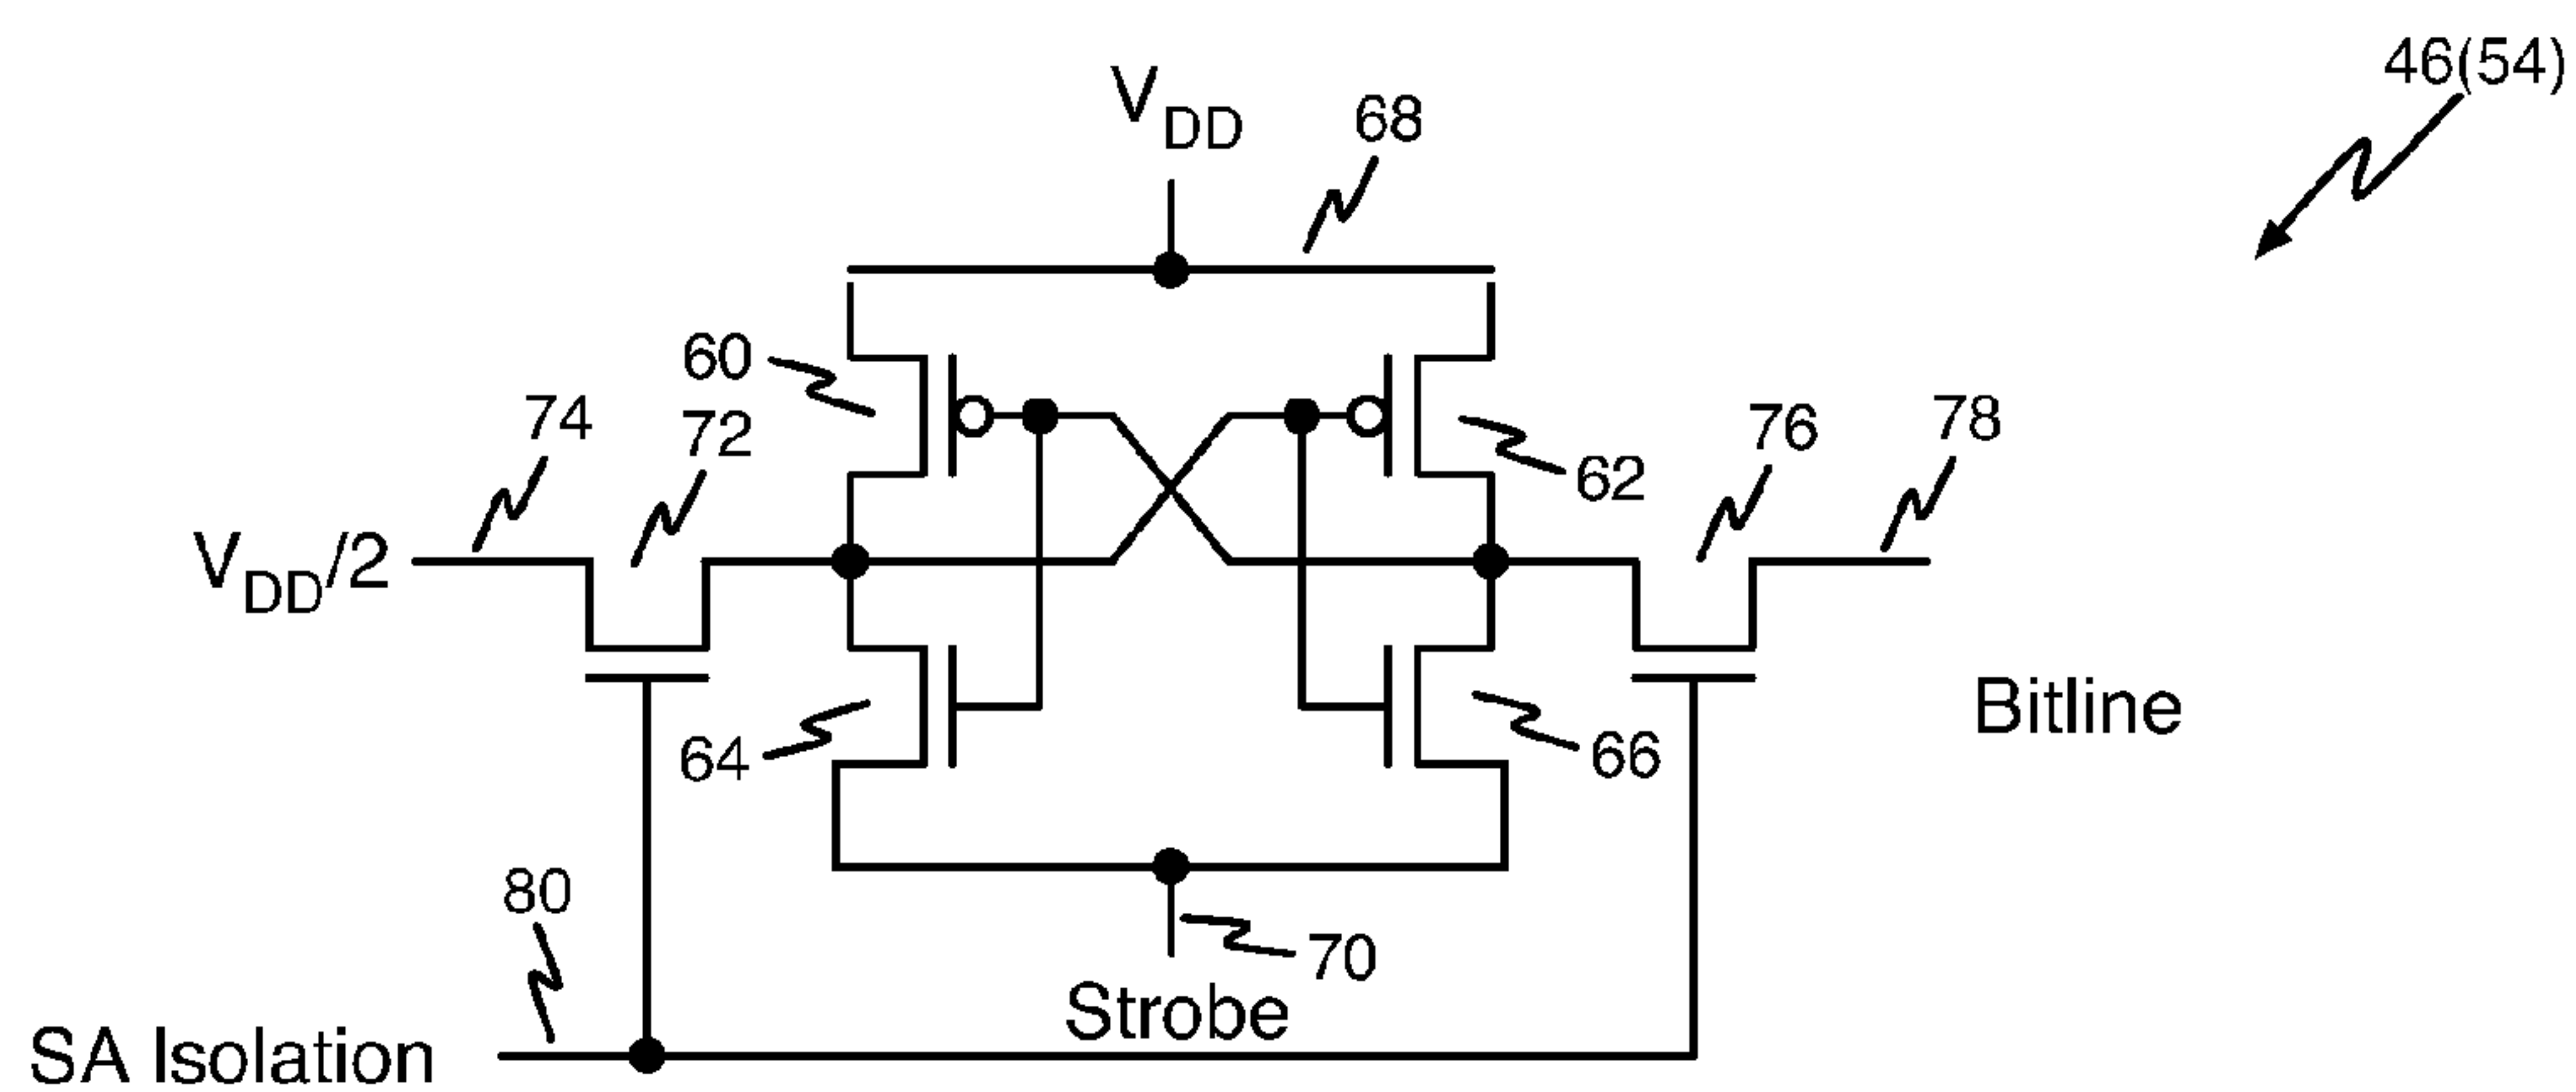 46(54)
VDD
68
60
74
72
76
78
62
VDD/2
Bitline
64
66
80
70
Strobe
SA Isolation